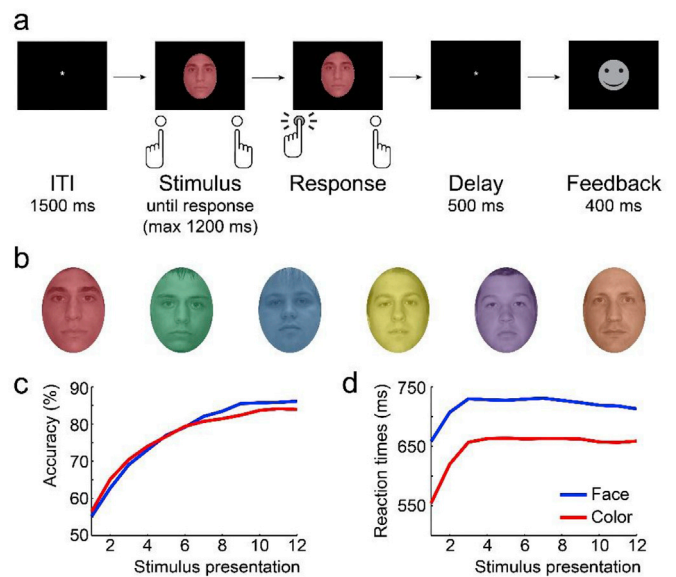 a
ITI
1500 ms
Stimulus
until response
(max 1200 ms)
Response
Delay
500 ms
Feedback
400 ms
b
c
Accuracy (%)
90
80
70
60
50
2 4 6 8 10 12
Stimulus presentation
d
Reaction times (ms)
750
650
550
Face
Color
2 4 6 8 10 12
Stimulus presentation